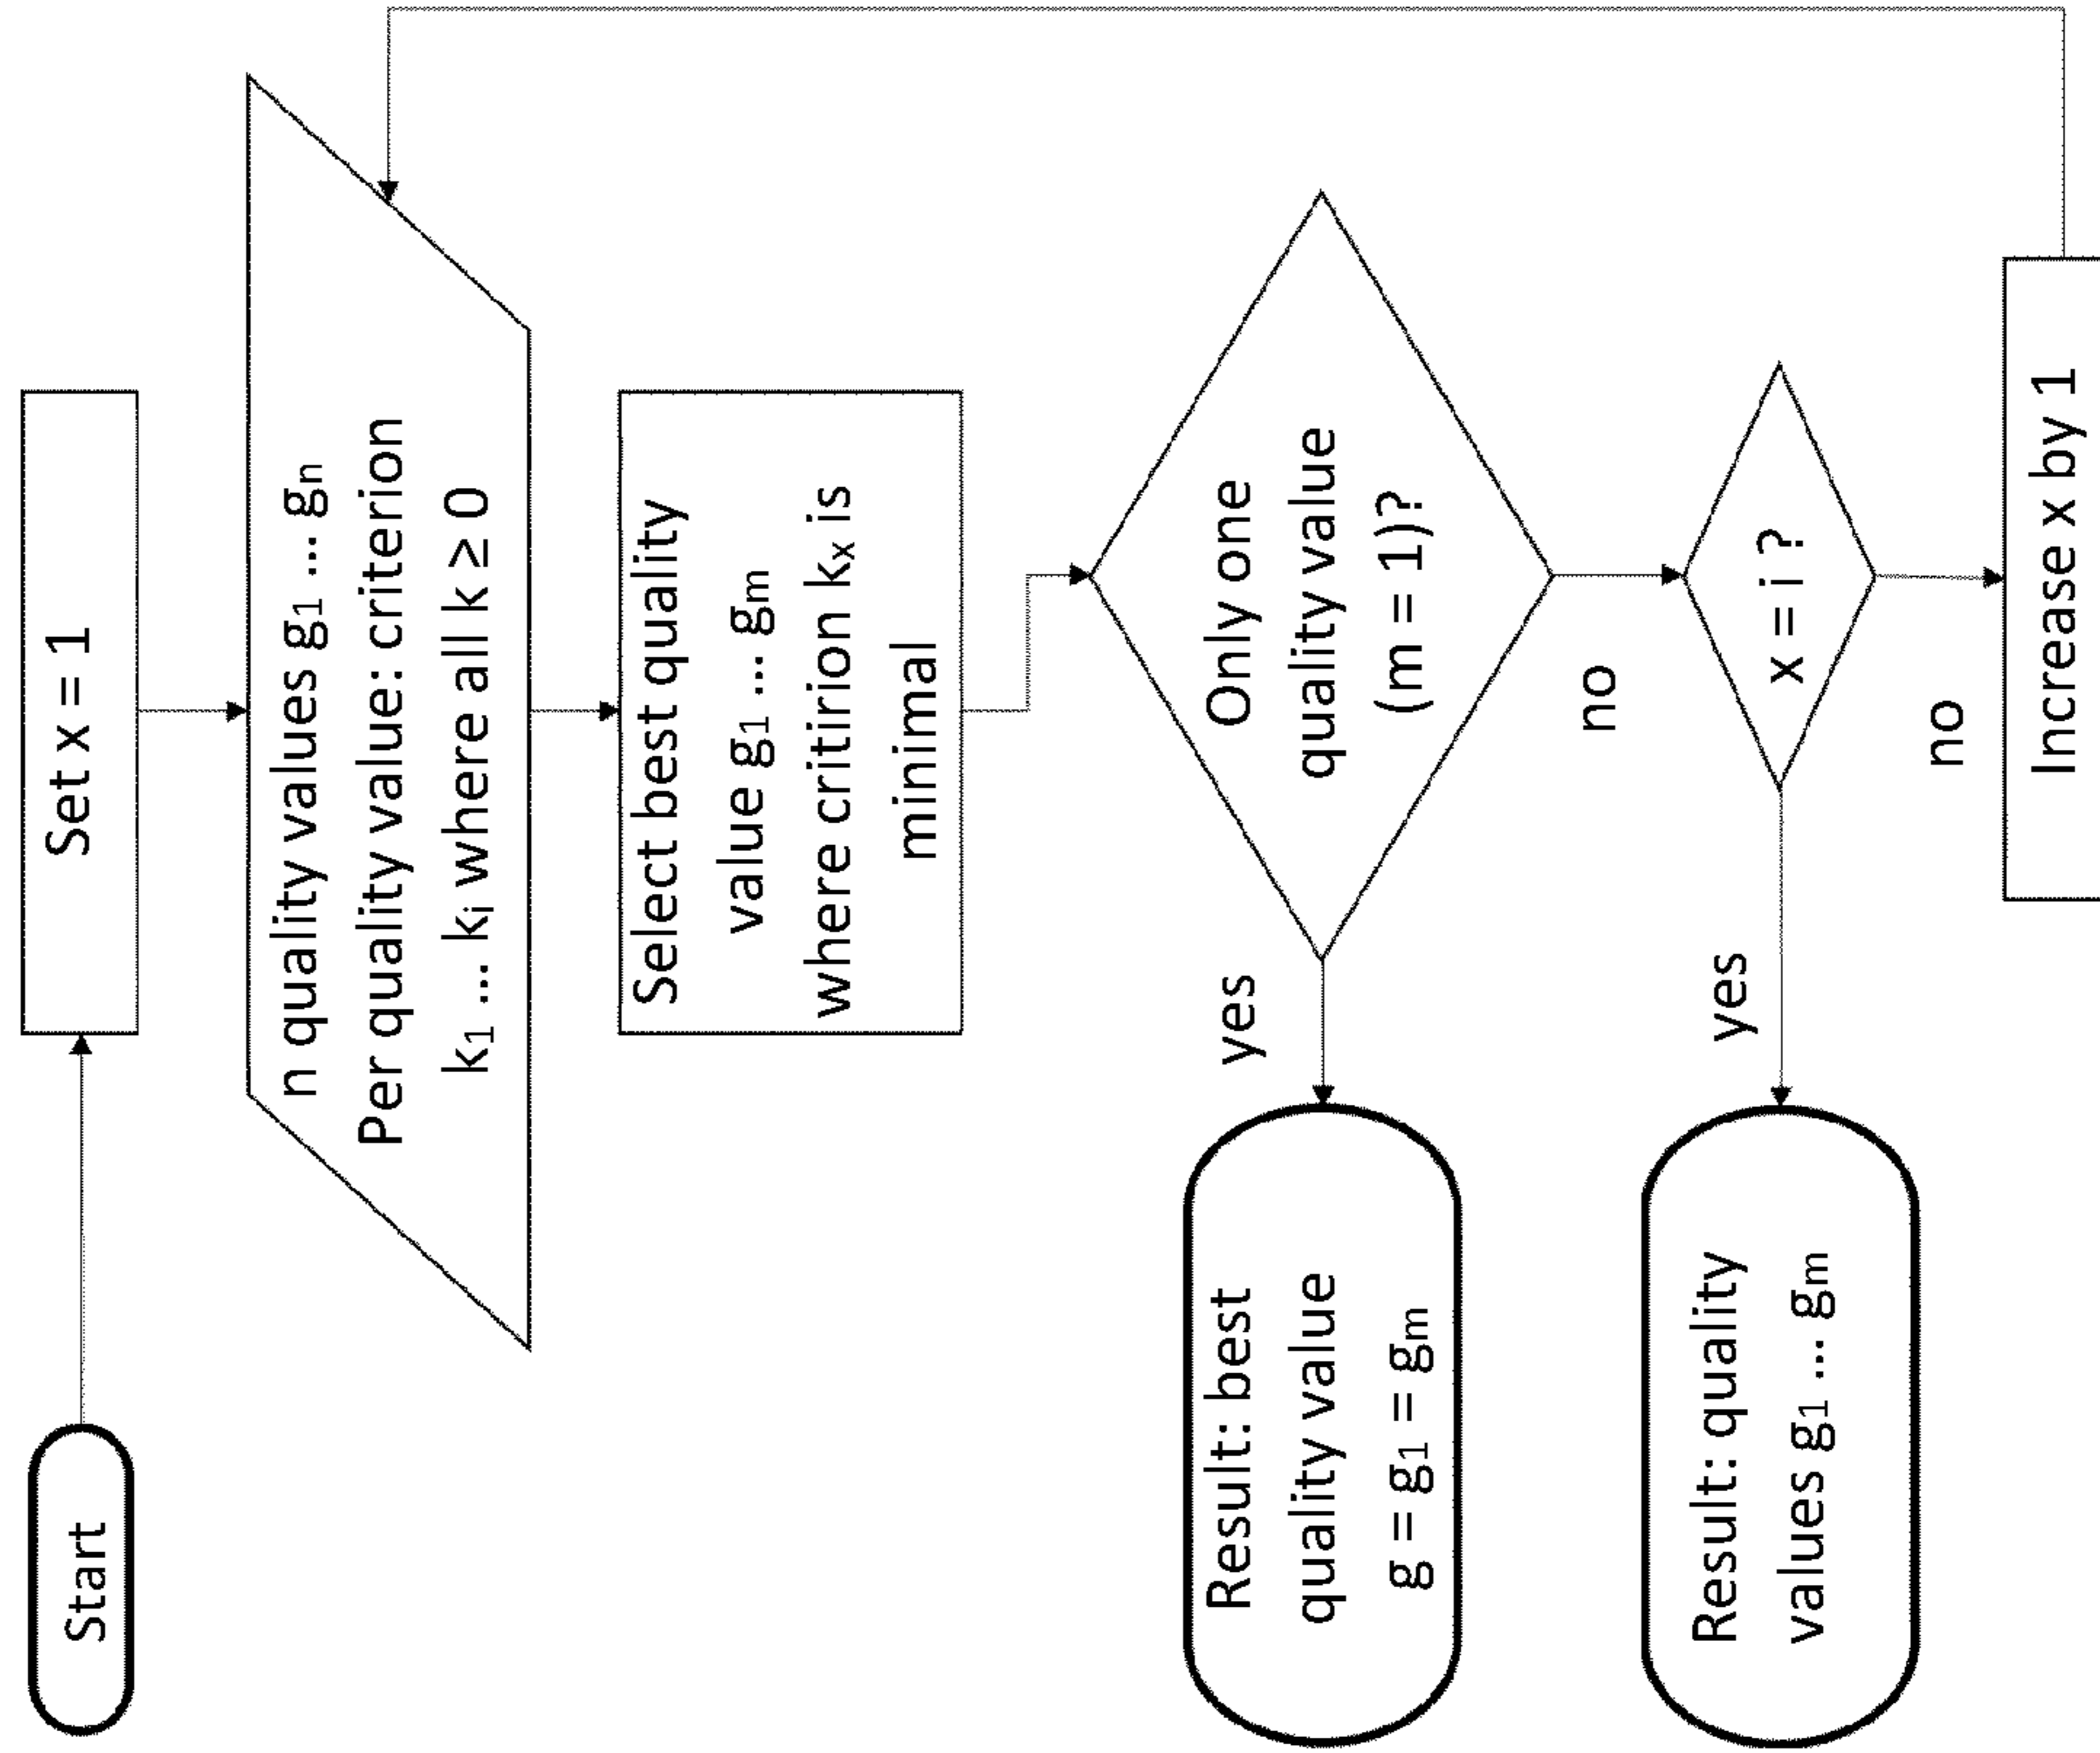 Start
Set x = 1
n quality values g₁ ... gₙ
Per quality value: criterion
k₁ ... kᵢ where all k ≥ 0
Select best quality
value g₁ ... gₘ
where critirion kₓ is
minimal
Only one
quality value
(m = 1)?
yes
no
Result: best
quality value
g = g₁ = gₘ
x = i ?
yes
no
Result: quality
values g₁ ... gₘ
Increase x by 1